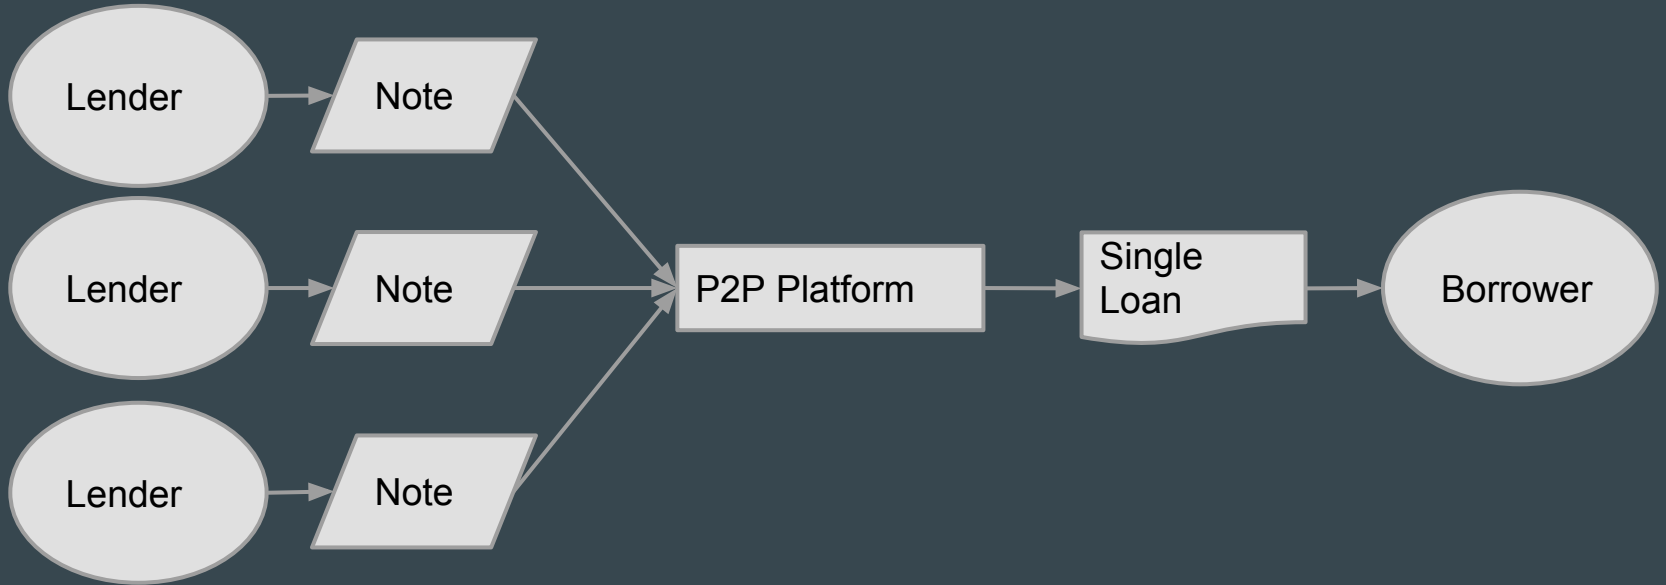 Lender
Note
Lender
Note
P2P Platform
Single
Loan
Borrower
Lender
Note